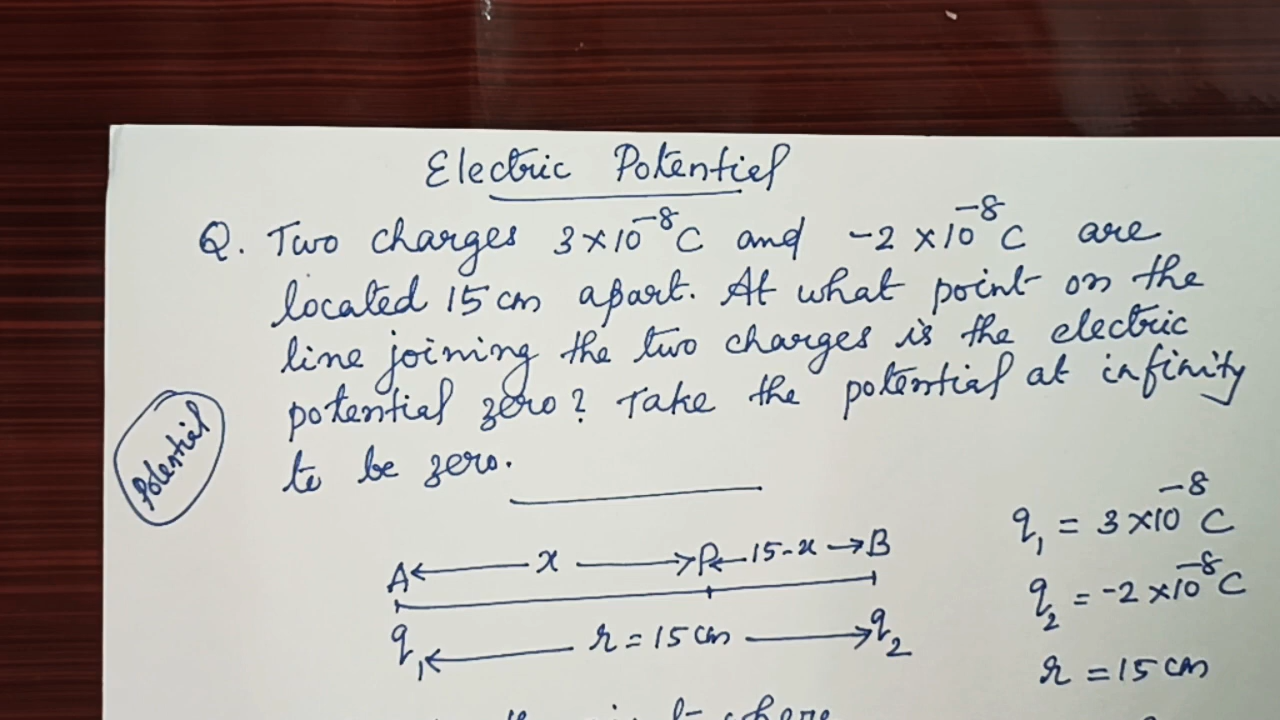 Electric Potential
Q. Two charges 3×10⁻⁸C and -2×10⁻⁸C are
located 15 cm apart. At what point on the
line joining the two charges is the electric
potential zero? Take the potential at infinity
to be zero.
Potential
A x P 15-x B
q₁ r = 15 cm q₂
q₁ = 3×10⁻⁸C
q₂ = -2×10⁻⁸C
r = 15 cm